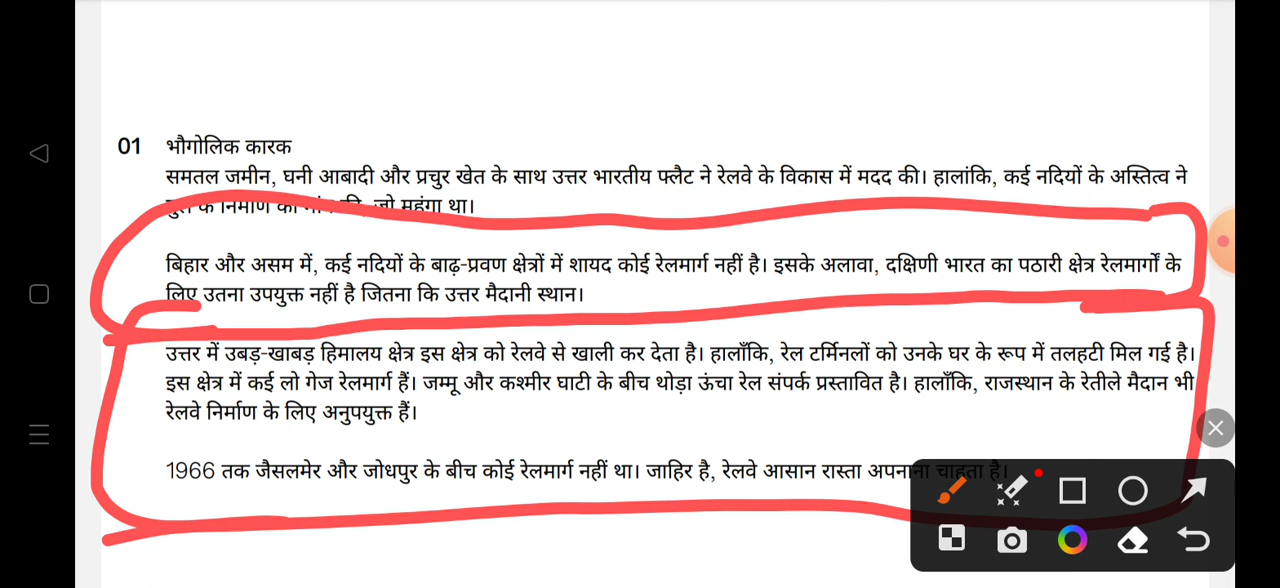 01 भौगोलिक कारक
समतल जमीन, घनी आबादी और प्रचुर खेत के साथ उत्तर भारतीय फ्लैट ने रेलवे के विकास में मदद की। हालांकि, कई नदियों के अस्तित्व ने
के निर्माण की जो महंगा था।
बिहार और असम में, कई नदियों के बाढ़-प्रवण क्षेत्रों में शायद कोई रेलमार्ग नहीं है। इसके अलावा, दक्षिणी भारत का पठारी क्षेत्र रेलमार्गों के
लिए उतना उपयुक्त नहीं है जितना कि उत्तर मैदानी स्थान।
उत्तर में उबड़-खाबड़ हिमालय क्षेत्र इस क्षेत्र को रेलवे से खाली कर देता है। हालाँकि, रेल टर्मिनलों को उनके घर के रूप में तलहटी मिल गई है।
इस क्षेत्र में कई लो गेज रेलमार्ग हैं। जम्मू और कश्मीर घाटी के बीच थोड़ा ऊंचा रेल संपर्क प्रस्तावित है। हालाँकि, राजस्थान के रेतीले मैदान भी
रेलवे निर्माण के लिए अनुपयुक्त हैं।
1966 तक जैसलमेर और जोधपुर के बीच कोई रेलमार्ग नहीं था। जाहिर है, रेलवे आसान रास्ता अपनाना चाहता है।